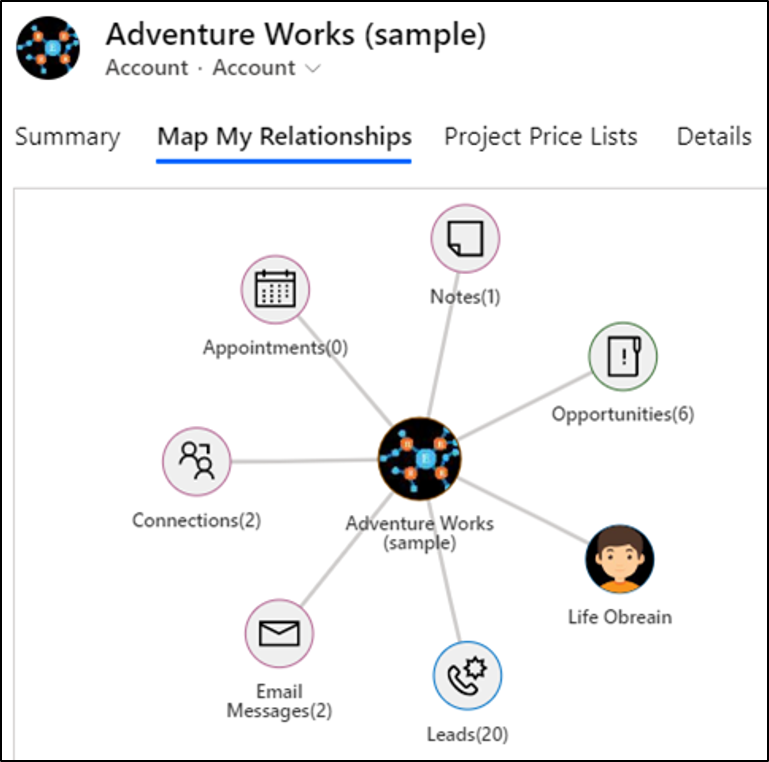 Adventure Works (sample)
Account · Account
Summary Map My Relationships Project Price Lists Details
Notes(1)
Appointments(0)
Opportunities(6)
Connections(2)
Adventure Works
(sample)
Life Obreain
Email
Messages(2)
Leads(20)